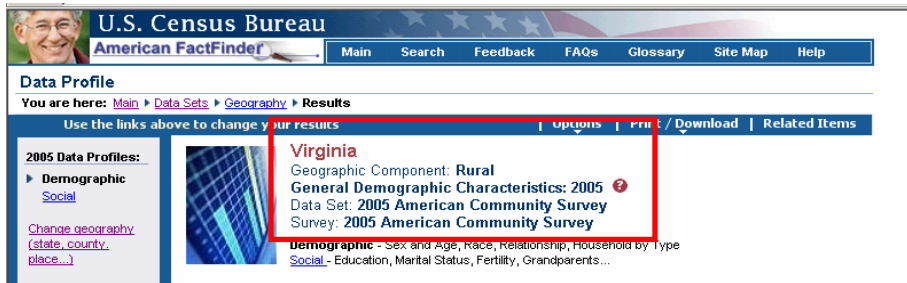 U.S. Census Bureau
American FactFinder
Main Search Feedback FAQs Glossary Site Map Help
Data Profile
You are here: Main ▸ Data Sets ▸ Geography ▸ Results
Use the links above to change your results | Options | Print / Download | Related Items
2005 Data Profiles:
Demographic
Social
Change geography
(state, county,
place...)
Virginia
Geographic Component: Rural
General Demographic Characteristics: 2005
Data Set: 2005 American Community Survey
Survey: 2005 American Community Survey
Demographic - Sex and Age, Race, Relationship, Household by Type
Social - Education, Marital Status, Fertility, Grandparents...